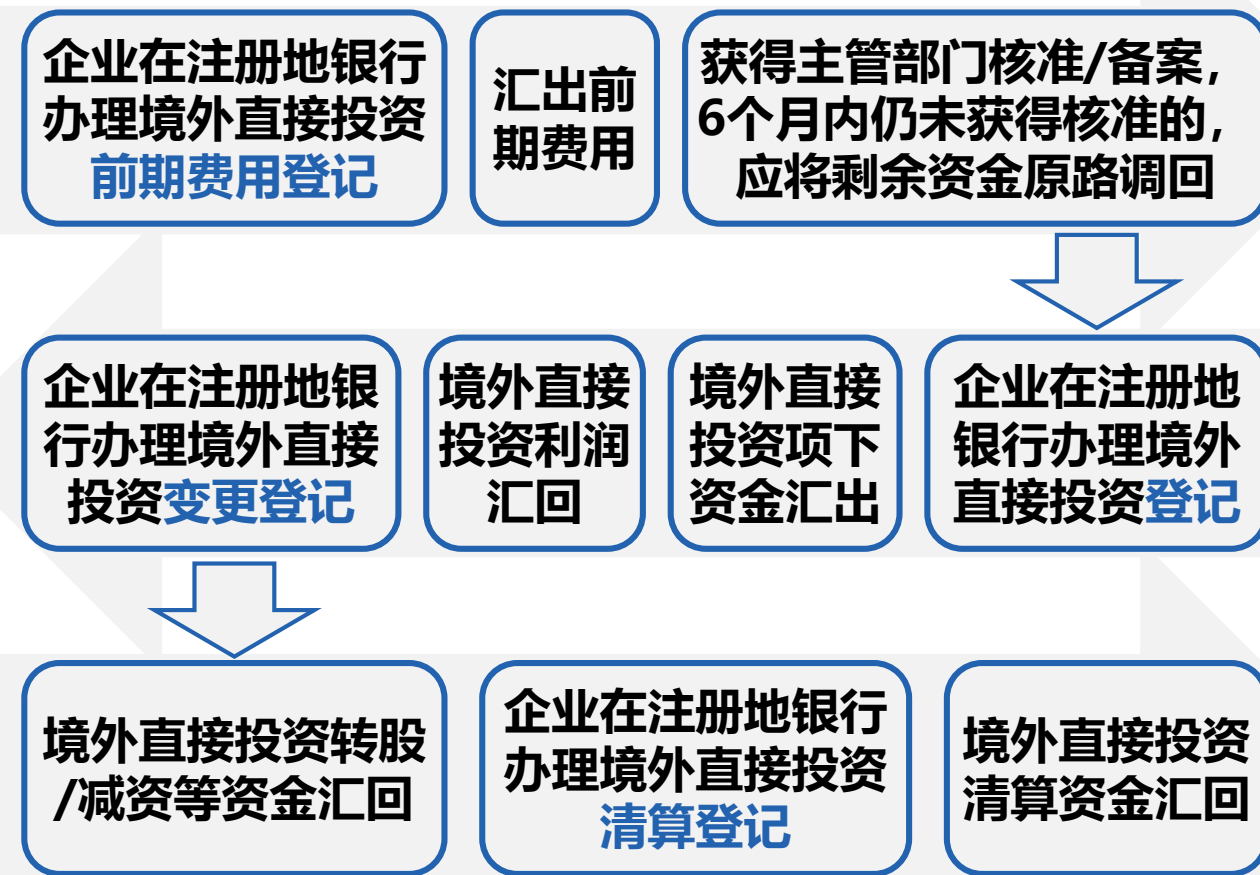 企业在注册地银行
办理境外直接投资
前期费用登记
汇出前
期费用
获得主管部门核准/备案，
6个月内仍未获得核准的，
应将剩余资金原路调回
企业在注册地银
行办理境外直接
投资变更登记
境外直接
投资利润
汇回
境外直接
投资项下
资金汇出
企业在注册地
银行办理境外
直接投资登记
境外直接投资转股
/减资等资金汇回
企业在注册地银行
办理境外直接投资
清算登记
境外直接投资
清算资金汇回